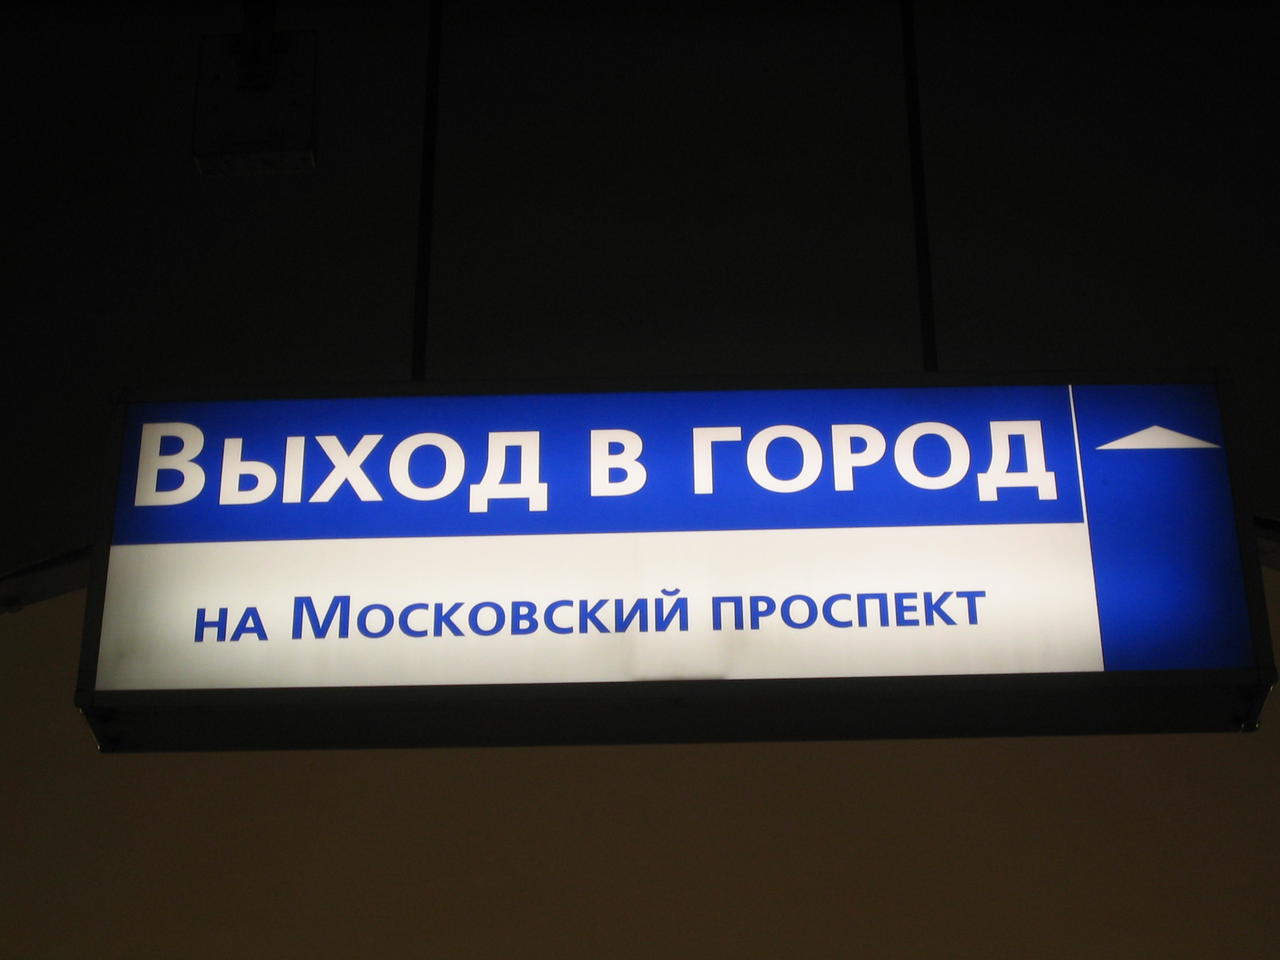 Выход в город
на Московский проспект